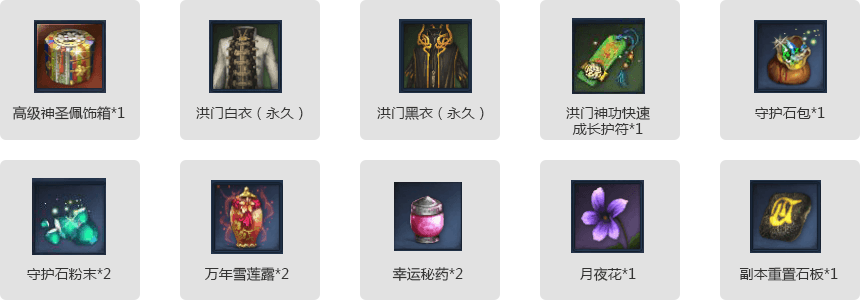 高级神圣佩饰箱*1
洪门白衣（永久）
洪门黑衣（永久）
洪门神功快速
成长护符*1
守护石包*1
守护石粉末*2
万年雪莲露*2
幸运秘药*2
月夜花*1
副本重置石板*1